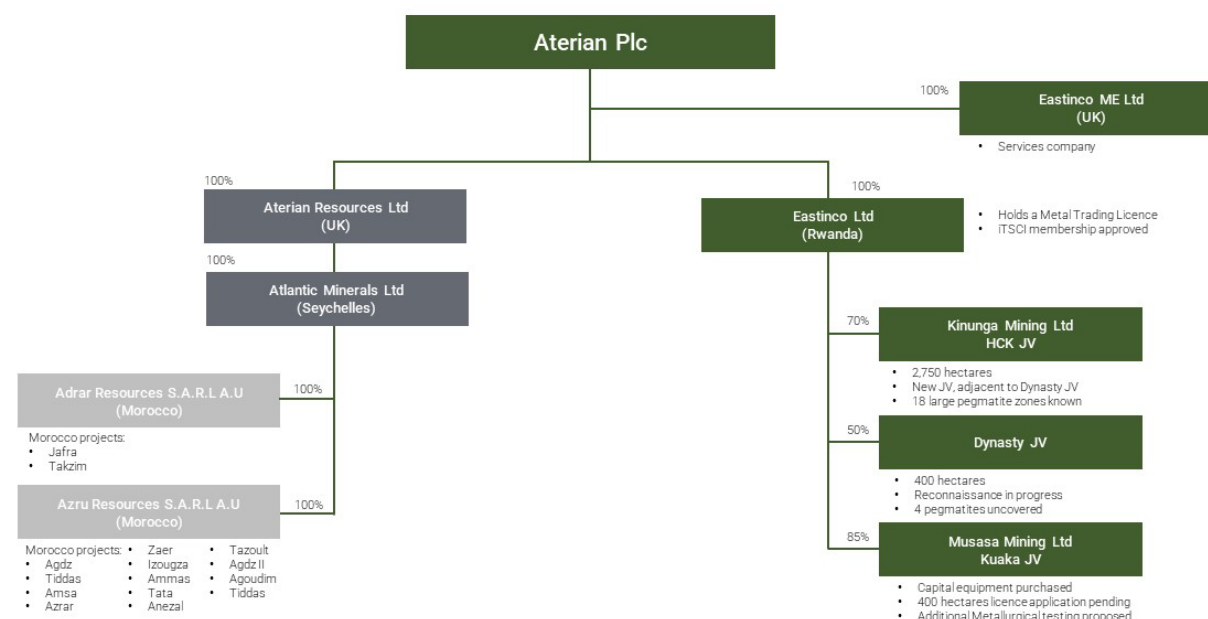 Aterian Plc
100%
Eastinco ME Ltd
(UK)
• Services company
100%
Aterian Resources Ltd
(UK)
100%
Atlantic Minerals Ltd
(Seychelles)
100%
Eastinco Ltd
(Rwanda)
• Holds a Metal Trading Licence
• iTSCI membership approved
Adrar Resources S.A.R.L A.U
(Morocco)
100%
Morocco projects:
• Jafra
• Takzim
Azru Resources S.A.R.L A.U
(Morocco)
100%
Morocco projects:
• Agdz
• Tiddas
• Amsa
• Azrar
• Zaer
• Izougza
• Ammas
• Tata
• Anezal
• Tazoult
• Agdz II
• Agoudim
• Tiddas
70%
Kinunga Mining Ltd
HCK JV
• 2,750 hectares
• New JV, adjacent to Dynasty JV
• 18 large pegmatite zones known
50%
Dynasty JV
• 400 hectares
• Reconnaissance in progress
• 4 pegmatites uncovered
85%
Musasa Mining Ltd
Kuaka JV
• Capital equipment purchased
• 400 hectares licence application pending
• Additional Metallurgical testing proposed